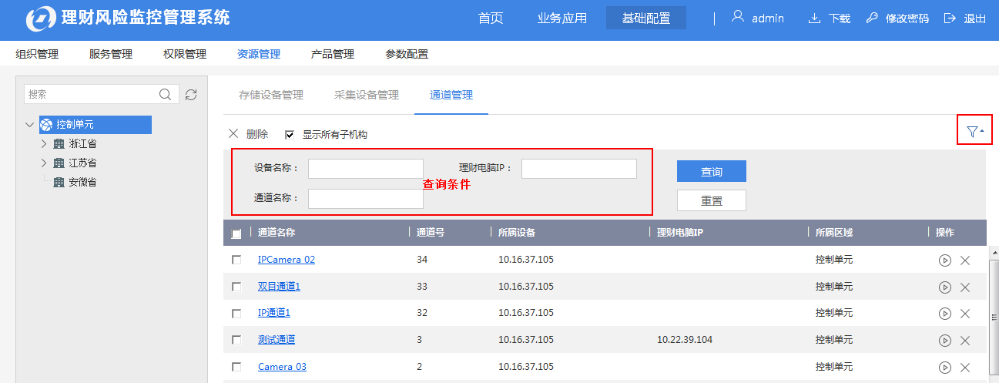 理财风险监控管理系统 首页 业务应用 基础配置 admin 下载 修改密码 退出
组织管理 服务管理 权限管理 资源管理 产品管理 参数配置
搜索
控制单元
浙江省
江苏省
安微省
存储设备管理 采集设备管理 通道管理
删除 显示所有子机构
设备名称： 理财电脑IP： 查询
查询条件
通道名称： 重置
通道名称 通道号 所属设备 理财电脑IP 所属区域 操作
IPCamera 02 34 10.16.37.105 控制单元
双目通道1 33 10.16.37.105 控制单元
IP通道1 32 10.16.37.105 控制单元
测试通道 3 10.16.37.105 10.22.39.104 控制单元
Camera 03 2 10.16.37.105 控制单元